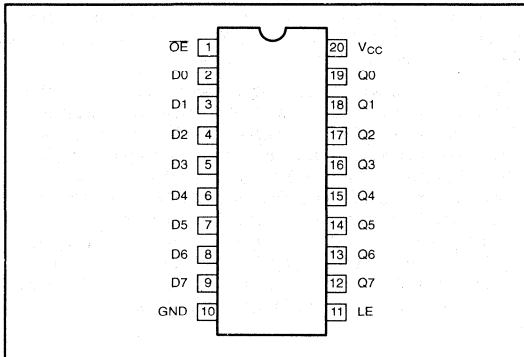 O̅E̅ 1 20 VCC
D0 2 19 Q0
D1 3 18 Q1
D2 4 17 Q2
D3 5 16 Q3
D4 6 15 Q4
D5 7 14 Q5
D6 8 13 Q6
D7 9 12 Q7
GND 10 11 LE